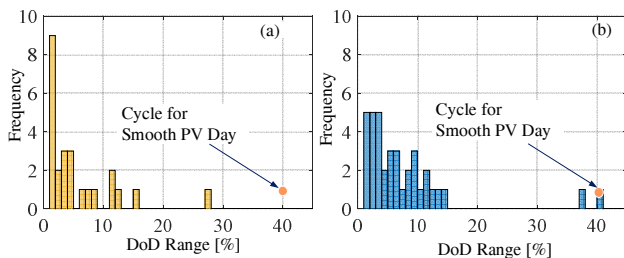 (a)
10
8
6
4
2
0
Frequency
Cycle for
Smooth PV Day
0 10 20 30 40
DoD Range [%]
(b)
10
8
6
4
2
0
Frequency
Cycle for
Smooth PV Day
0 10 20 30 40
DoD Range [%]